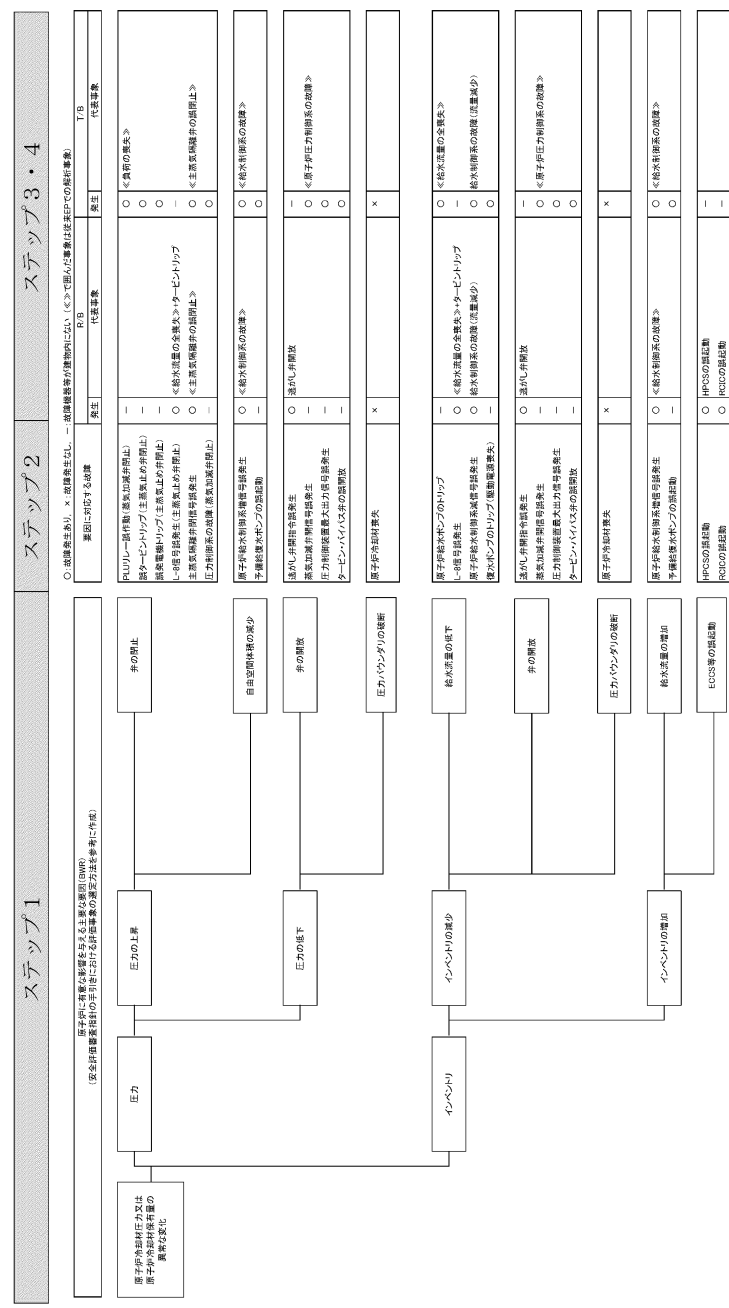 ステップ1
ステップ2
ステップ3・4
○:故障発生あり、×:故障発生なし、−:故障機器等が建物内にない（≪≫で囲んだ事象は従来EPでの解析事象）
原子炉に有意な影響を与える主要な要因(BWR)
(安全評価審査指針の手引きにおける評価事象の選定方法を参考に作成)
要因に対応する故障
R/B
T/B
発生
代表事象
発生
代表事象
原子炉冷却材圧力又は
原子炉冷却材保有量の
異常な変化
圧力
圧力の上昇
弁の閉止
PLUリレー誤作動(蒸気加減弁閉止) − ○ ≪負荷の喪失≫
誤タービントリップ(主蒸気止め弁閉止) − ○
誤発電機トリップ(主蒸気止め弁閉止) − ○
L-8信号誤発生(主蒸気止め弁閉止) ○ ≪給水流量の全喪失≫+タービントリップ −
主蒸気隔離弁閉信号誤発生 ○ ≪主蒸気隔離弁の誤閉止≫ ○ ≪主蒸気隔離弁の誤閉止≫
圧力制御系の故障(蒸気加減弁閉止) − ○
自由空間体積の減少
原子炉給水制御系増信号誤発生 ○ ≪給水制御系の故障≫ ○ ≪給水制御系の故障≫
予備給復水ポンプの誤起動 − ○
圧力の低下
弁の開放
逃がし弁開指令誤発生 ○ 逃がし弁開放 −
蒸気加減弁開信号誤発生 − ○ ≪原子炉圧力制御系の故障≫
圧力制御装置最大出力信号誤発生 − ○
タービン・バイパス弁の誤開放 − ○
圧力バウンダリの破断
原子炉冷却材喪失 × ×
インベントリ
インベントリの減少
給水流量の低下
原子炉給水ポンプのトリップ − ○ ≪給水流量の全喪失≫
L-8信号誤発生 ○ ≪給水流量の全喪失≫+タービントリップ −
原子炉給水制御系減信号誤発生 ○ 給水制御系の故障(流量減少) ○ 給水制御系の故障(流量減少)
復水ポンプのトリップ(駆動電源喪失) − ○
弁の開放
逃がし弁開指令誤発生 ○ 逃がし弁開放 −
蒸気加減弁開信号誤発生 − ○ ≪原子炉圧力制御系の故障≫
圧力制御装置最大出力信号誤発生 − ○
タービン・バイパス弁の誤開放 − ○
圧力バウンダリの破断
原子炉冷却材喪失 × ×
インベントリの増加
給水流量の増加
原子炉給水制御系増信号誤発生 ○ ≪給水制御系の故障≫ ○ ≪給水制御系の故障≫
予備給復水ポンプの誤起動 − ○
ECCS等の誤起動
HPCSの誤起動 ○ HPCSの誤起動 −
RCICの誤起動 ○ RCICの誤起動 −